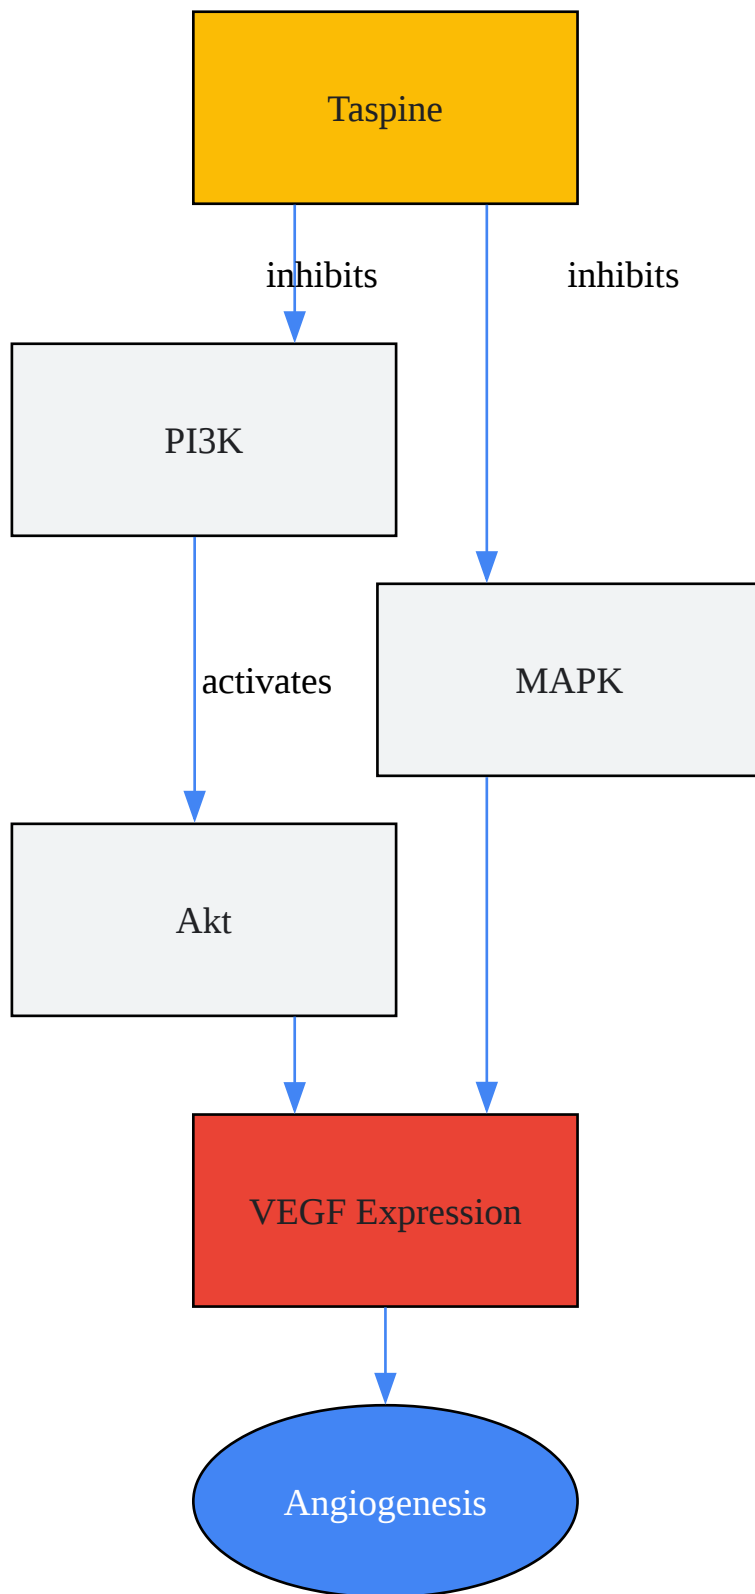 Taspine
inhibits
inhibits
PI3K
activates
MAPK
Akt
VEGF Expression
Angiogenesis